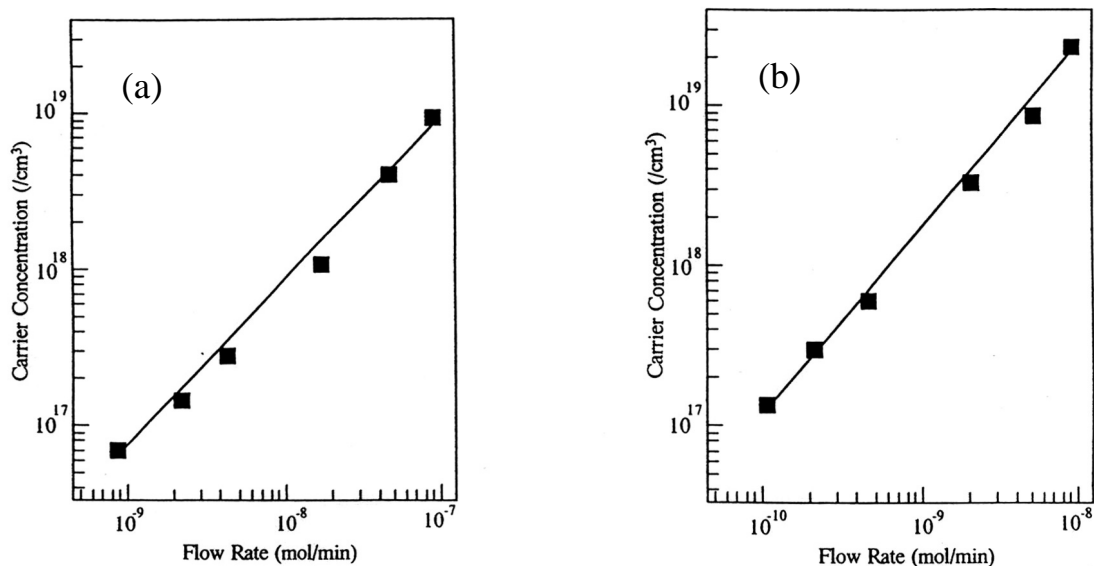 (a)
Carrier Concentration (/cm³)
10¹⁹
10¹⁸
10¹⁷
10⁻⁹ 10⁻⁸ 10⁻⁷
Flow Rate (mol/min)
(b)
Carrier Concentration (/cm³)
10¹⁹
10¹⁸
10¹⁷
10⁻¹⁰ 10⁻⁹ 10⁻⁸
Flow Rate (mol/min)